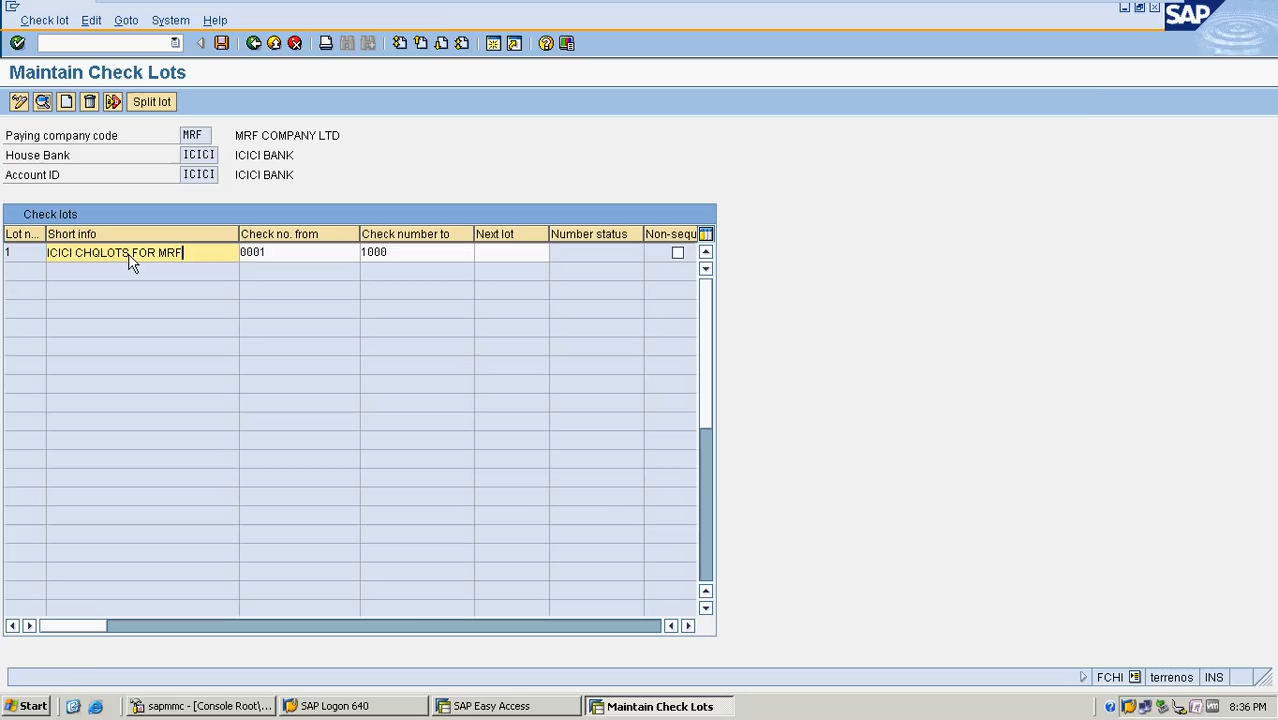 Check lot Edit Goto System Help
SAP
Maintain Check Lots
Split lot
Paying company code MRF MRF COMPANY LTD
House Bank ICICI ICICI BANK
Account ID ICICI ICICI BANK
Check lots
Lot n... Short info Check no. from Check number to Next lot Number status Non-sequ
1 ICICI CHQLOTS FOR MRF 0001 1000
FCHI terrenos INS
Start sapmmc - [Console Root\... SAP Logon 640 SAP Easy Access Maintain Check Lots 8:36 PM